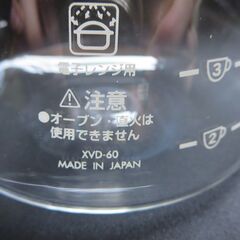 電子レンジ用
⚠注意
●オーブン・直火は
使用できません
XVD-60
MADE IN JAPAN
3
2